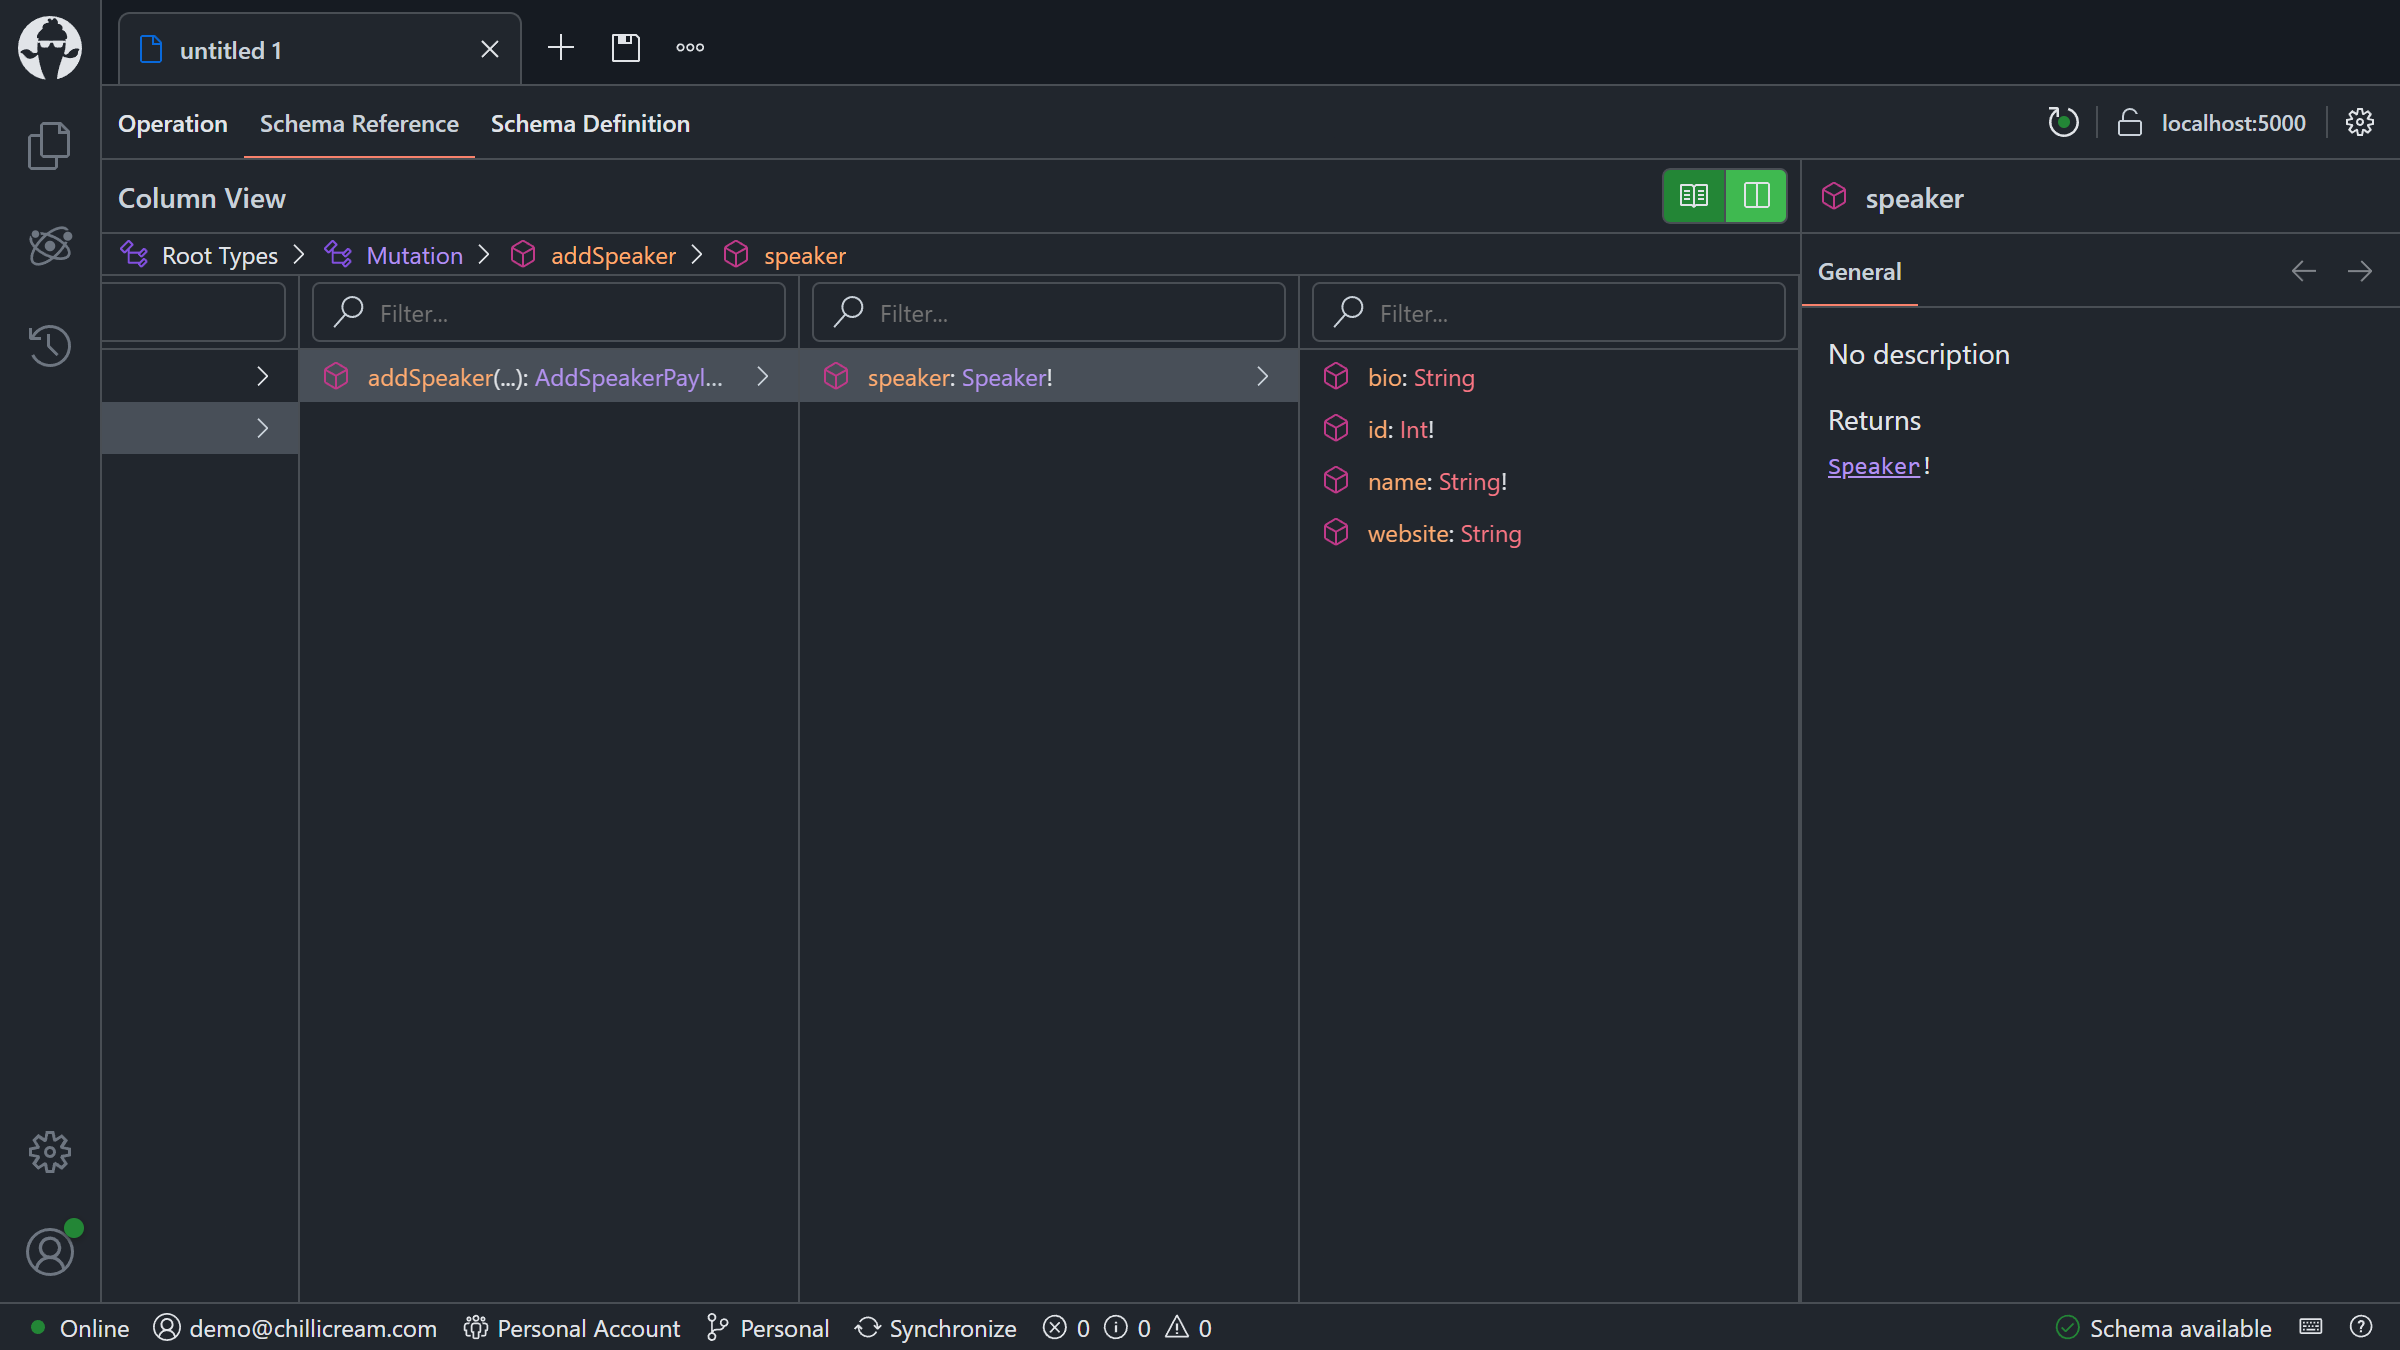 untitled 1
Operation Schema Reference Schema Definition localhost:5000
Column View
speaker
Root Types Mutation addSpeaker speaker
General
Filter... Filter... Filter...
addSpeaker(...): AddSpeakerPayl... speaker: Speaker! bio: String
id: Int!
name: String!
website: String
No description
Returns
Speaker!
Online demo@chillicream.com Personal Account Personal Synchronize 0 0 0 Schema available